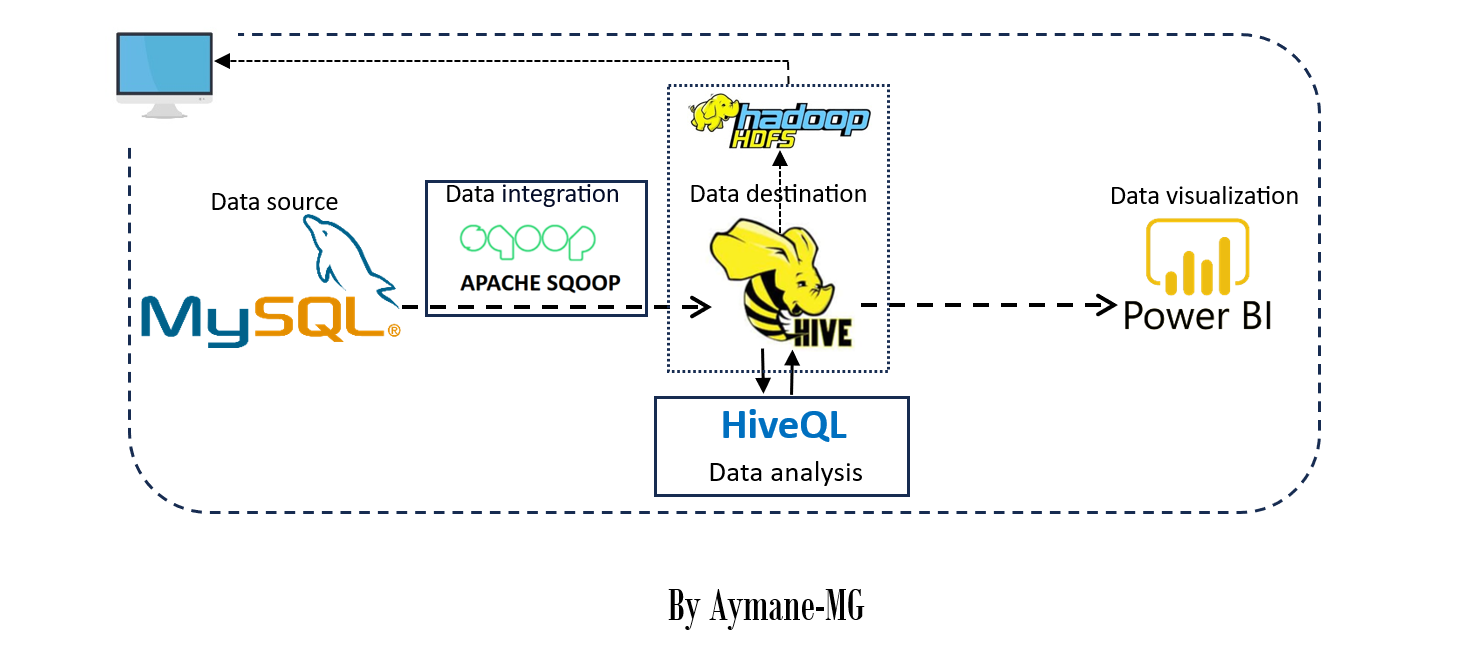 hadoop
HDFS
Data source
Data integration
Data destination
Data visualization
sqoop
APACHE SQOOP
MySQL®
HIVE
Power BI
HiveQL
Data analysis
By Aymane-MG